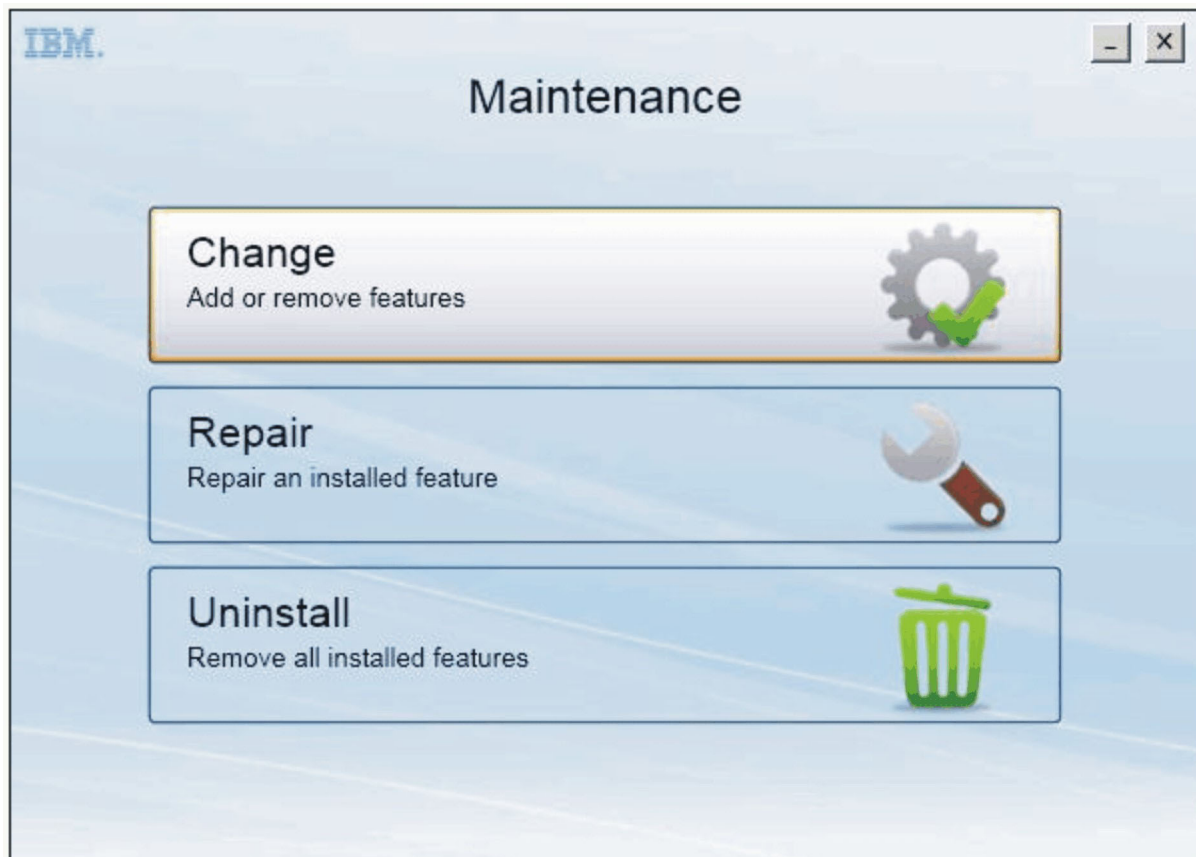 IBM.
Maintenance
Change
Add or remove features
Repair
Repair an installed feature
Uninstall
Remove all installed features